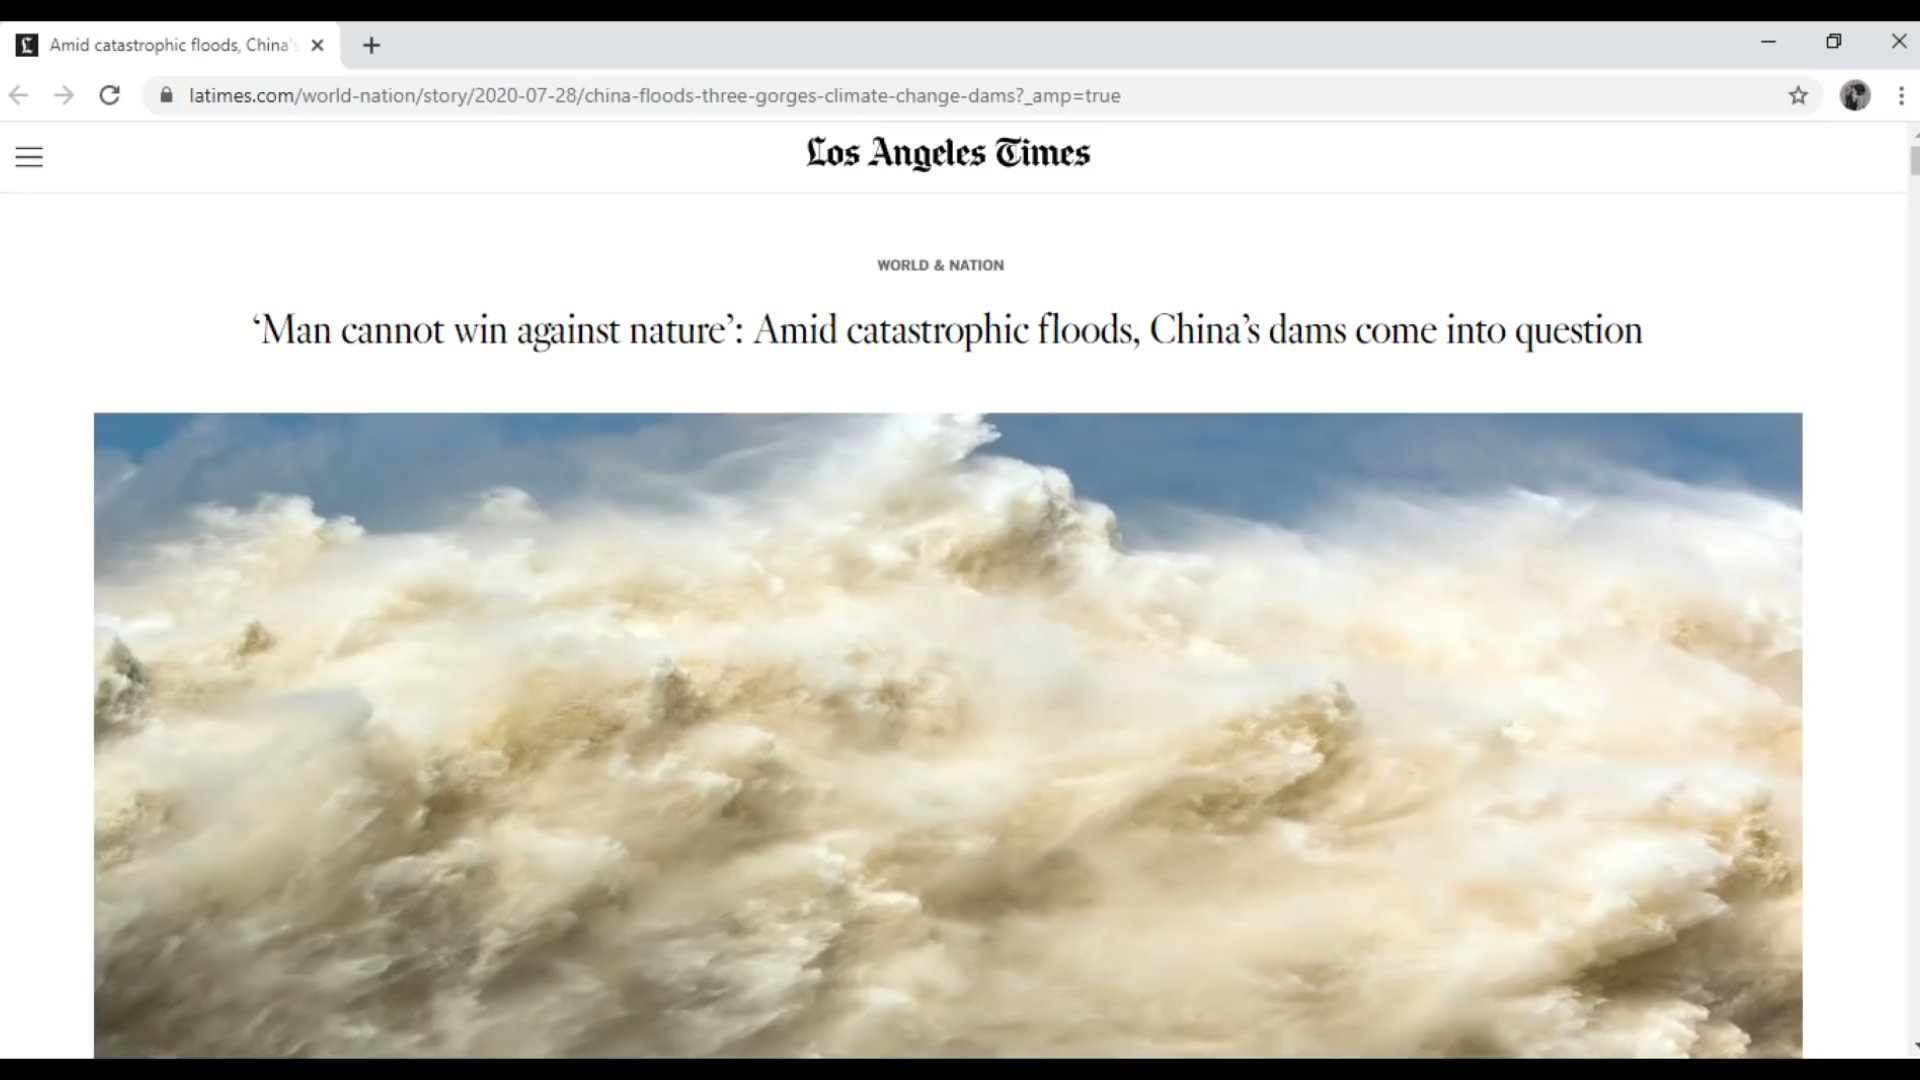 Amid catastrophic floods, China's
latimes.com/world-nation/story/2020-07-28/china-floods-three-gorges-climate-change-dams?_amp=true
Los Angeles Times
WORLD & NATION
‘Man cannot win against nature’: Amid catastrophic floods, China’s dams come into question